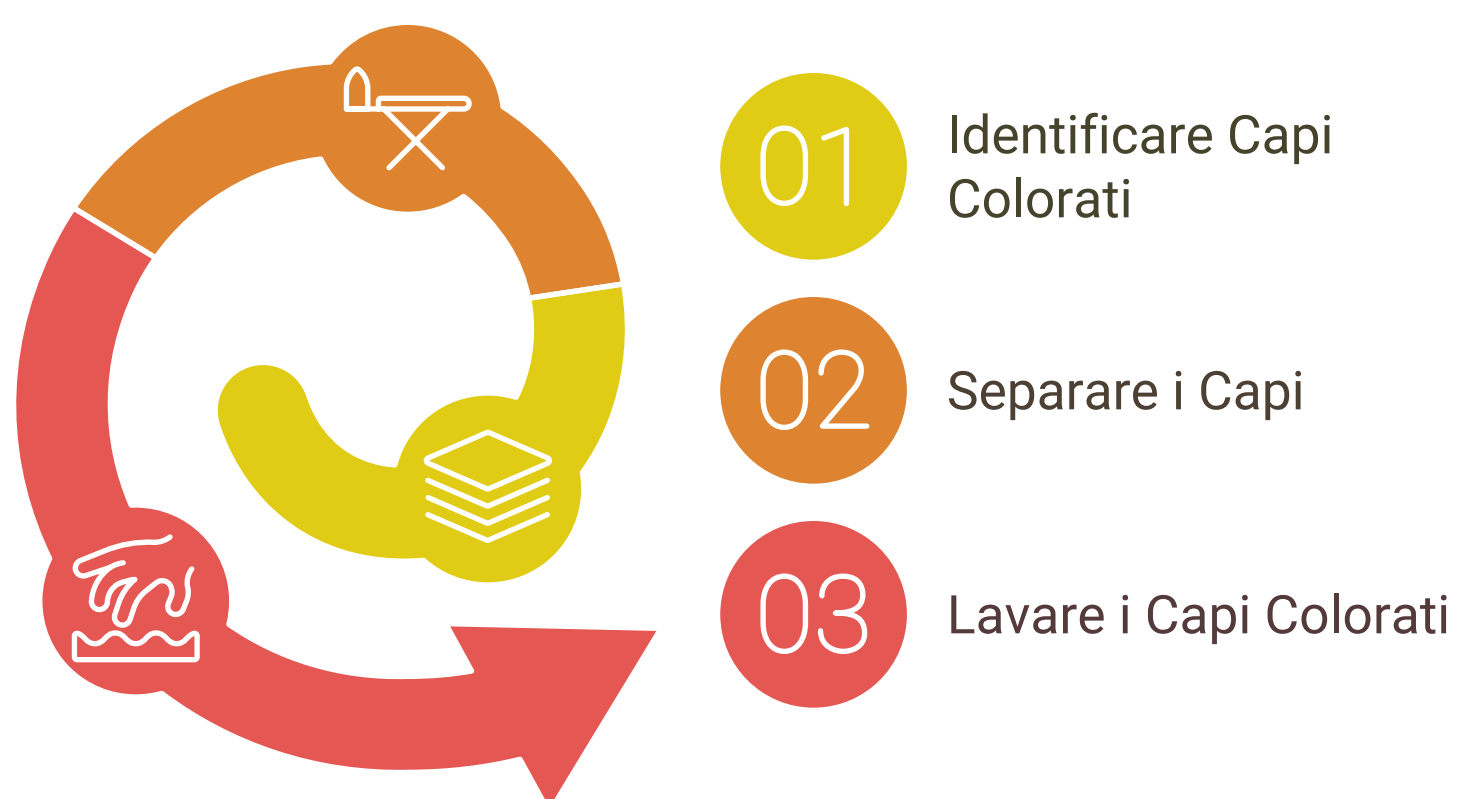 01
Identificare Capi
Colorati
02
Separare i Capi
03
Lavare i Capi Colorati